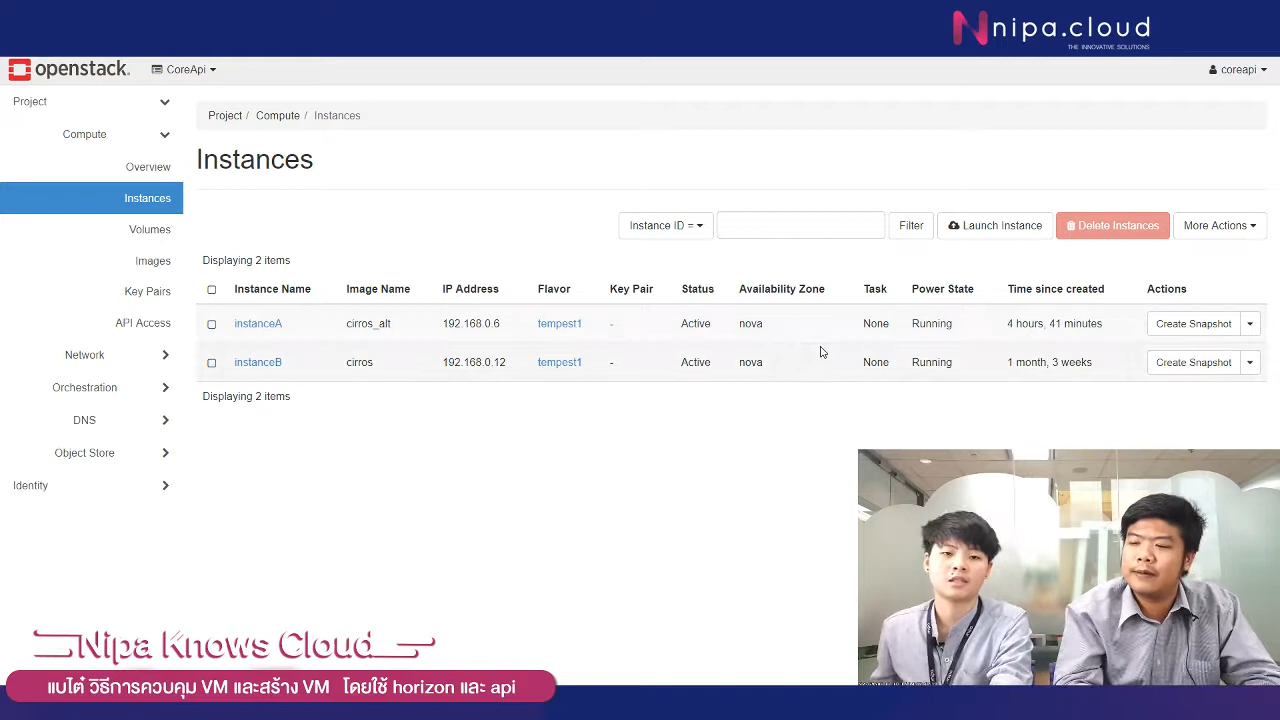 nipa.cloud
THE INNOVATIVE SOLUTIONS
openstack. CoreApi coreapi
Project
Compute
Overview
Instances
Volumes
Images
Key Pairs
API Access
Network
Orchestration
DNS
Object Store
Identity
Project / Compute / Instances
Instances
Instance ID = Filter Launch Instance Delete Instances More Actions
Displaying 2 items
Instance Name Image Name IP Address Flavor Key Pair Status Availability Zone Task Power State Time since created Actions
instanceA cirros_alt 192.168.0.6 tempest1 - Active nova None Running 4 hours, 41 minutes Create Snapshot
instanceB cirros 192.168.0.12 tempest1 - Active nova None Running 1 month, 3 weeks Create Snapshot
Displaying 2 items
Nipa Knows Cloud
แบไต๋ วิธีการควบคุม VM และสร้าง VM โดยใช้ horizon และ api